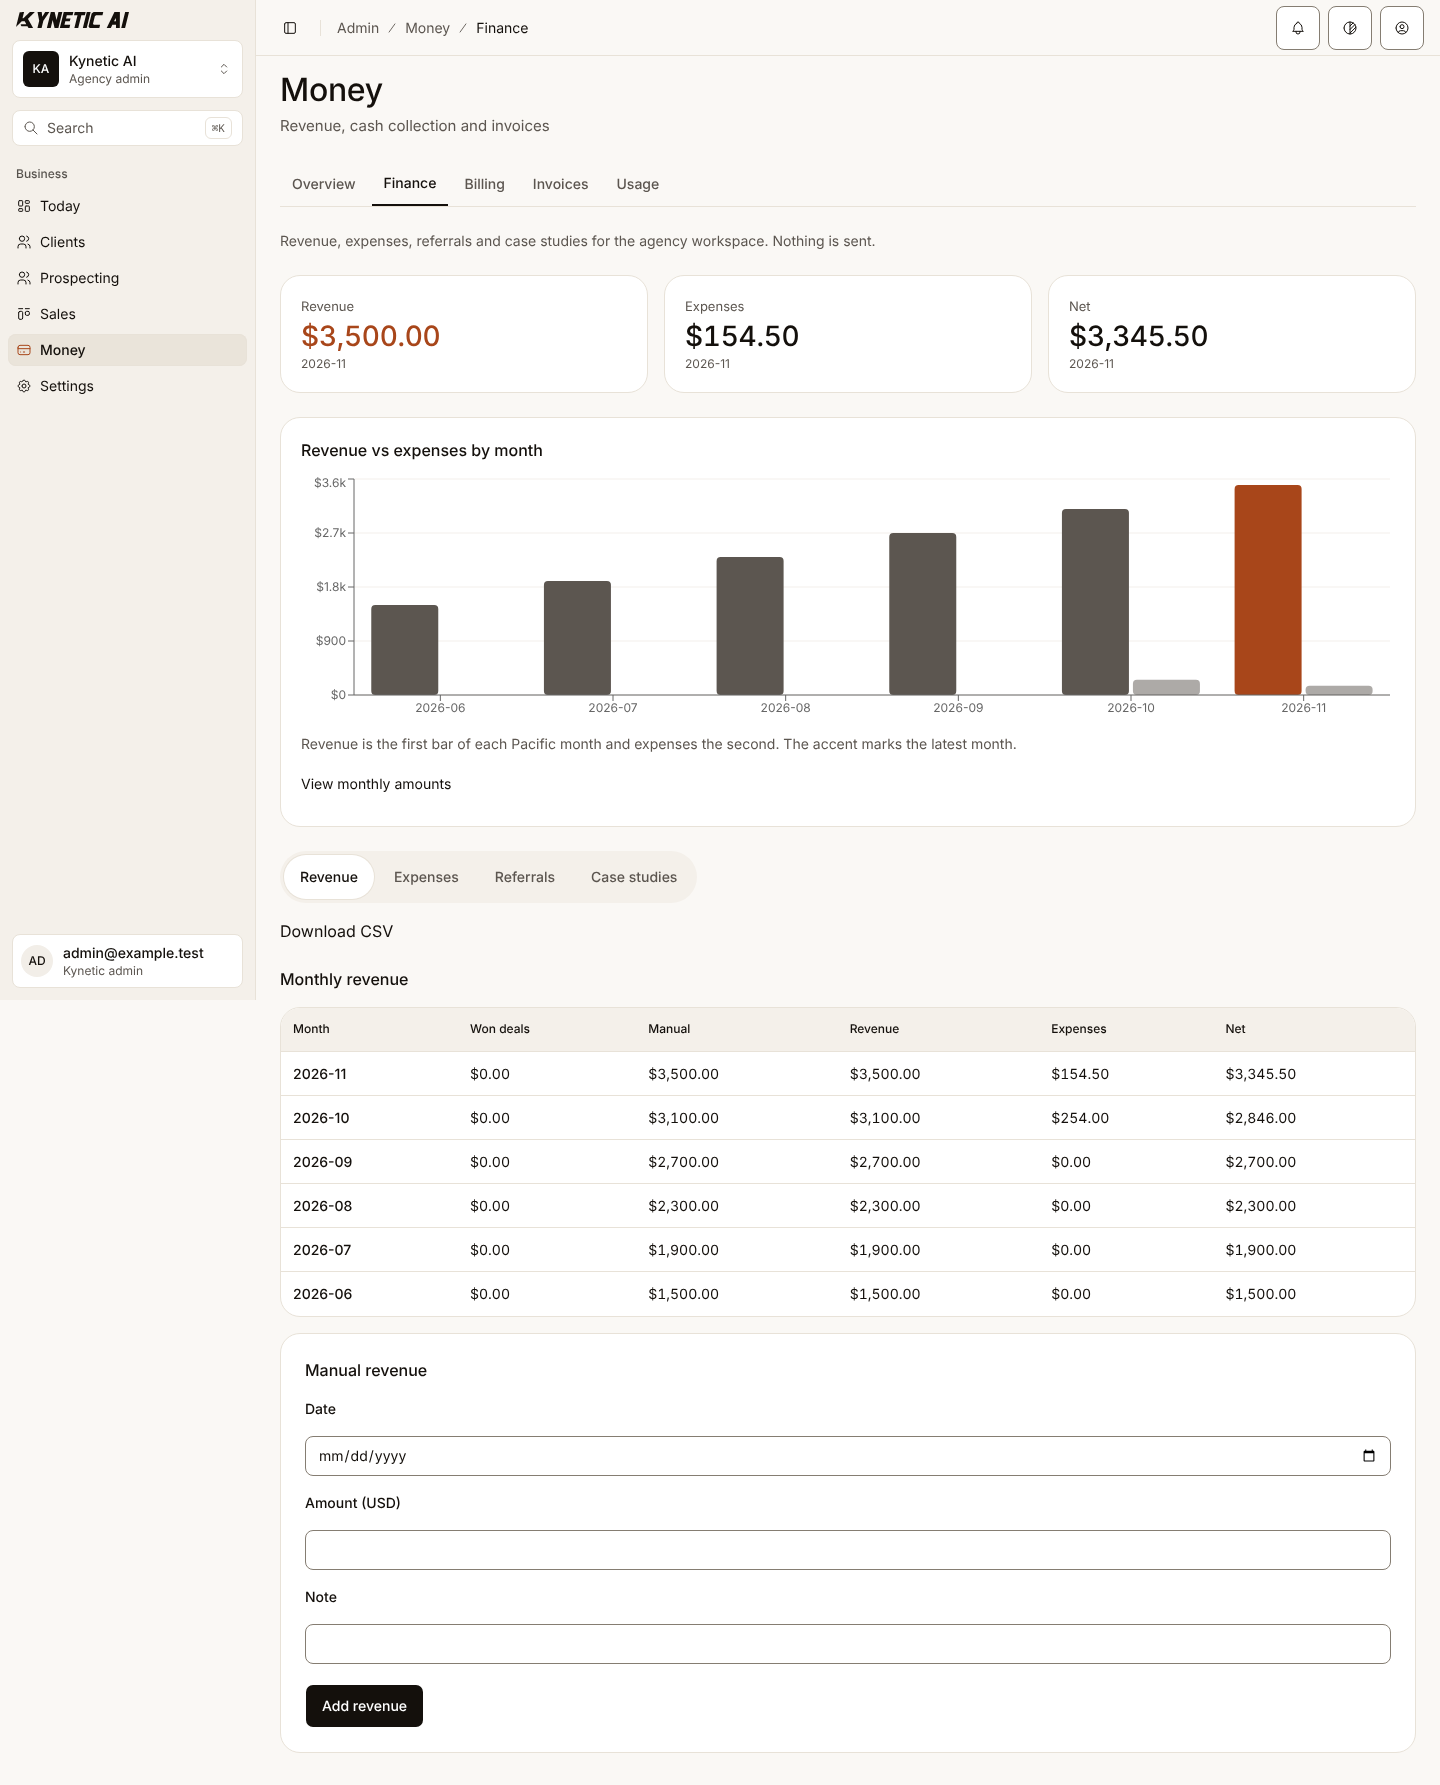 KYNETIC AI
KA
Kynetic AI
Agency admin
Search
⌘K
Business
Today
Clients
Prospecting
Sales
Money
Settings
AD
admin@example.test
Kynetic admin
Admin / Money / Finance
Money
Revenue, cash collection and invoices
Overview Finance Billing Invoices Usage
Revenue, expenses, referrals and case studies for the agency workspace. Nothing is sent.
Revenue
$3,500.00
2026-11
Expenses
$154.50
2026-11
Net
$3,345.50
2026-11
Revenue vs expenses by month
$3.6k
$2.7k
$1.8k
$900
$0
2026-06 2026-07 2026-08 2026-09 2026-10 2026-11
Revenue is the first bar of each Pacific month and expenses the second. The accent marks the latest month.
View monthly amounts
Revenue Expenses Referrals Case studies
Download CSV
Monthly revenue
Month Won deals Manual Revenue Expenses Net
2026-11 $0.00 $3,500.00 $3,500.00 $154.50 $3,345.50
2026-10 $0.00 $3,100.00 $3,100.00 $254.00 $2,846.00
2026-09 $0.00 $2,700.00 $2,700.00 $0.00 $2,700.00
2026-08 $0.00 $2,300.00 $2,300.00 $0.00 $2,300.00
2026-07 $0.00 $1,900.00 $1,900.00 $0.00 $1,900.00
2026-06 $0.00 $1,500.00 $1,500.00 $0.00 $1,500.00
Manual revenue
Date
mm/dd/yyyy
Amount (USD)
Note
Add revenue